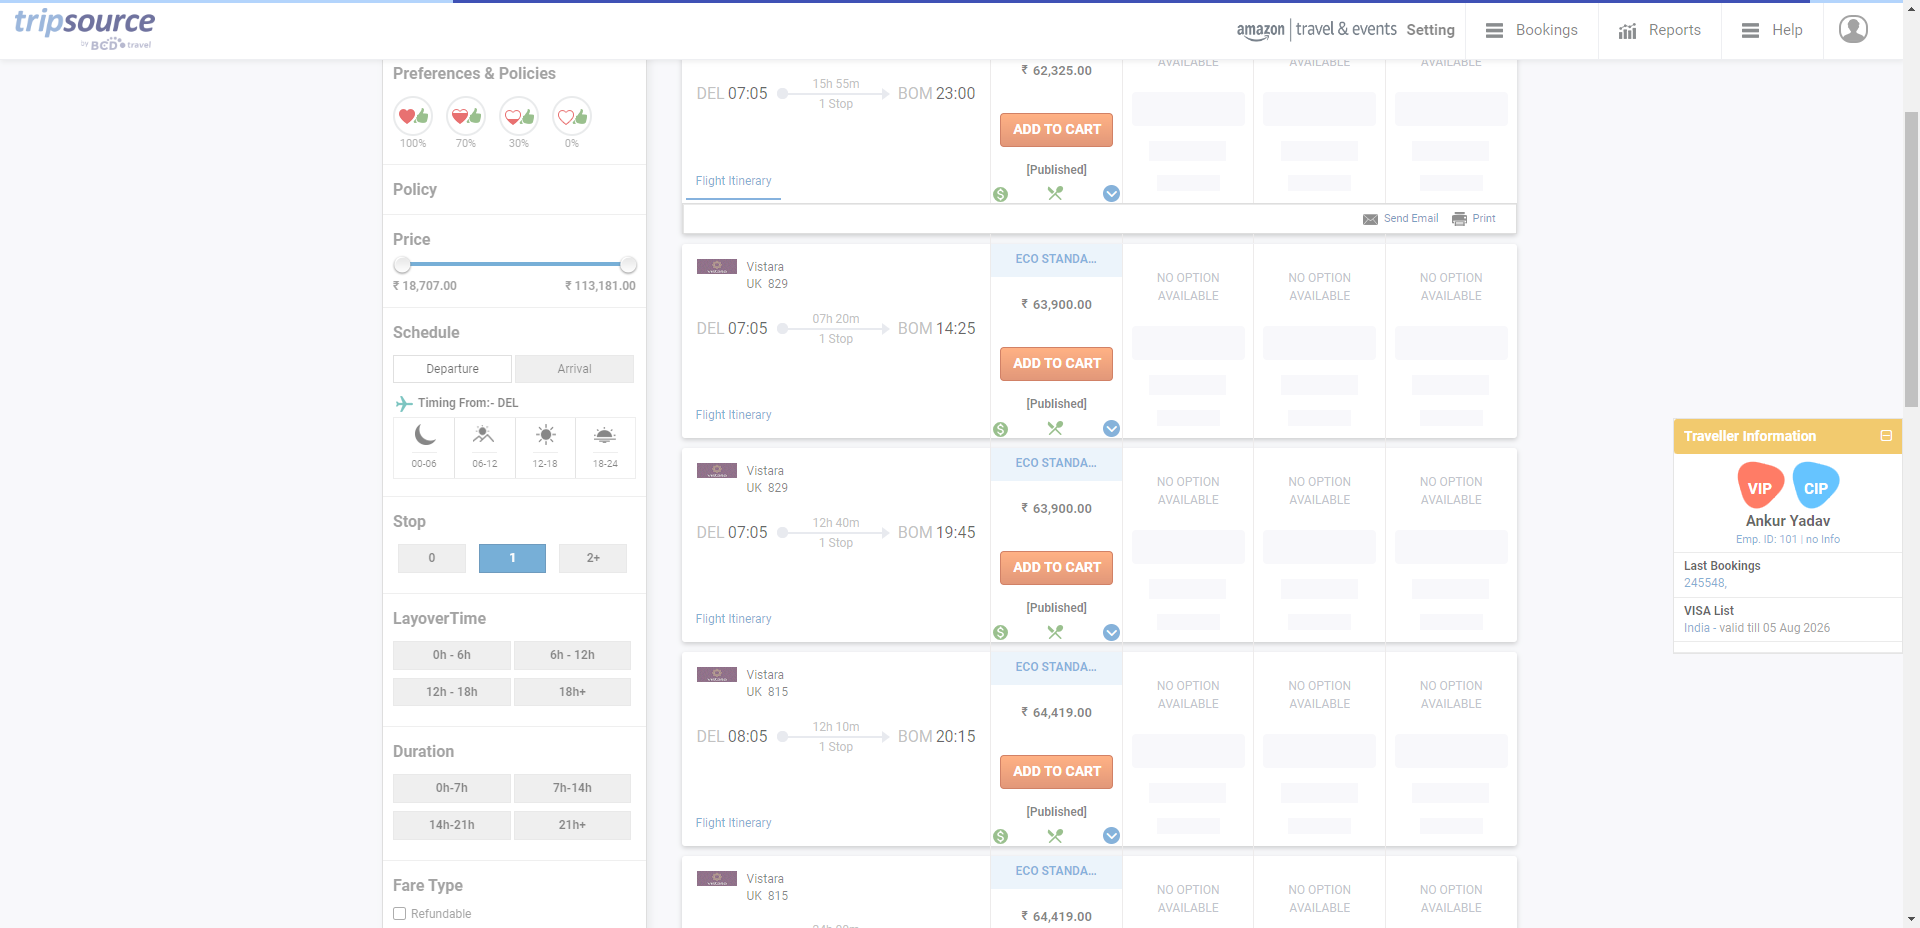 tripsource
by BCD travel
amazon travel & events Setting
Bookings
Reports
Help
Preferences & Policies
100% 70% 30% 0%
Policy
Price
₹ 18,707.00 ₹ 113,181.00
Schedule
Departure Arrival
Timing From:- DEL
00-06 06-12 12-18 18-24
Stop
0 1 2+
LayoverTime
0h - 6h 6h - 12h
12h - 18h 18h+
Duration
0h-7h 7h-14h
14h-21h 21h+
Fare Type
Refundable
₹ 62,325.00
AVAILABLE AVAILABLE AVAILABLE
DEL 07:05 15h 55m BOM 23:00
1 Stop
ADD TO CART
[Published]
Flight Itinerary
Send Email Print
Vistara
UK 829
ECO STANDA...
NO OPTION NO OPTION NO OPTION
AVAILABLE AVAILABLE AVAILABLE
₹ 63,900.00
DEL 07:05 07h 20m BOM 14:25
1 Stop
ADD TO CART
[Published]
Flight Itinerary
Vistara
UK 829
ECO STANDA...
NO OPTION NO OPTION NO OPTION
AVAILABLE AVAILABLE AVAILABLE
₹ 63,900.00
DEL 07:05 12h 40m BOM 19:45
1 Stop
ADD TO CART
[Published]
Flight Itinerary
Vistara
UK 815
ECO STANDA...
NO OPTION NO OPTION NO OPTION
AVAILABLE AVAILABLE AVAILABLE
₹ 64,419.00
DEL 08:05 12h 10m BOM 20:15
1 Stop
ADD TO CART
[Published]
Flight Itinerary
Vistara
UK 815
ECO STANDA...
NO OPTION NO OPTION NO OPTION
AVAILABLE AVAILABLE AVAILABLE
₹ 64,419.00
Traveller Information
VIP CIP
Ankur Yadav
Emp. ID: 101 | no Info
Last Bookings
245548,
VISA List
India - valid till 05 Aug 2026